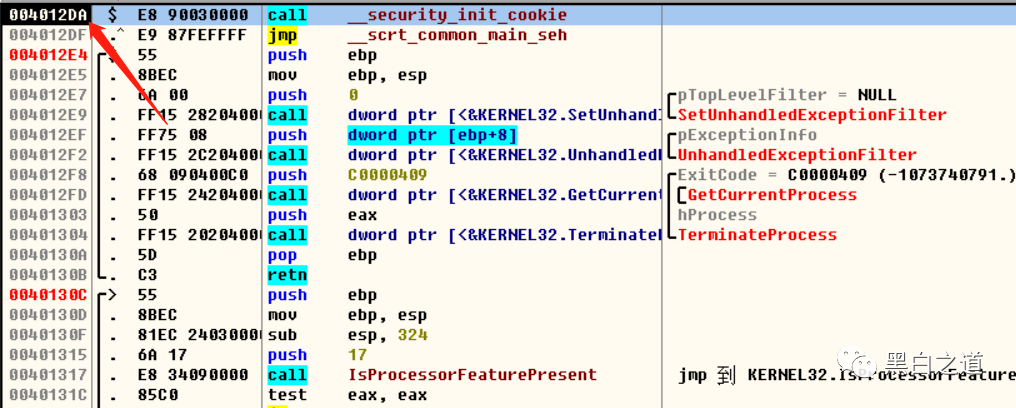 004012DA $ E8 90030000 call __security_init_cookie
004012DF .^ E9 87FEFFFF jmp __scrt_common_main_seh
004012E4 55 push ebp
004012E5 . 8BEC mov ebp, esp
004012E7 . 6A 00 push 0 pTopLevelFilter = NULL
004012E9 . FF15 28204000 call dword ptr [<&KERNEL32.SetUnhand SetUnhandledExceptionFilter
004012EF . FF75 08 push dword ptr [ebp+8] pExceptionInfo
004012F2 . FF15 2C204000 call dword ptr [<&KERNEL32.Unhandled UnhandledExceptionFilter
004012F8 . 68 090400C0 push C0000409 ExitCode = C0000409 (-1073740791.)
004012FD . FF15 24204000 call dword ptr [<&KERNEL32.GetCurrent GetCurrentProcess
00401303 . 50 push eax hProcess
00401304 . FF15 20204000 call dword ptr [<&KERNEL32.Terminate TerminateProcess
0040130A . 5D pop ebp
0040130B . C3 retn
0040130C > 55 push ebp
0040130D . 8BEC mov ebp, esp
0040130F . 81EC 24030000 sub esp, 324
00401315 . 6A 17 push 17
00401317 . E8 34090000 call IsProcessorFeaturePresent jmp 到 KERNEL32.IsProcessorFeature
0040131C . 85C0 test eax, eax
黑白之道